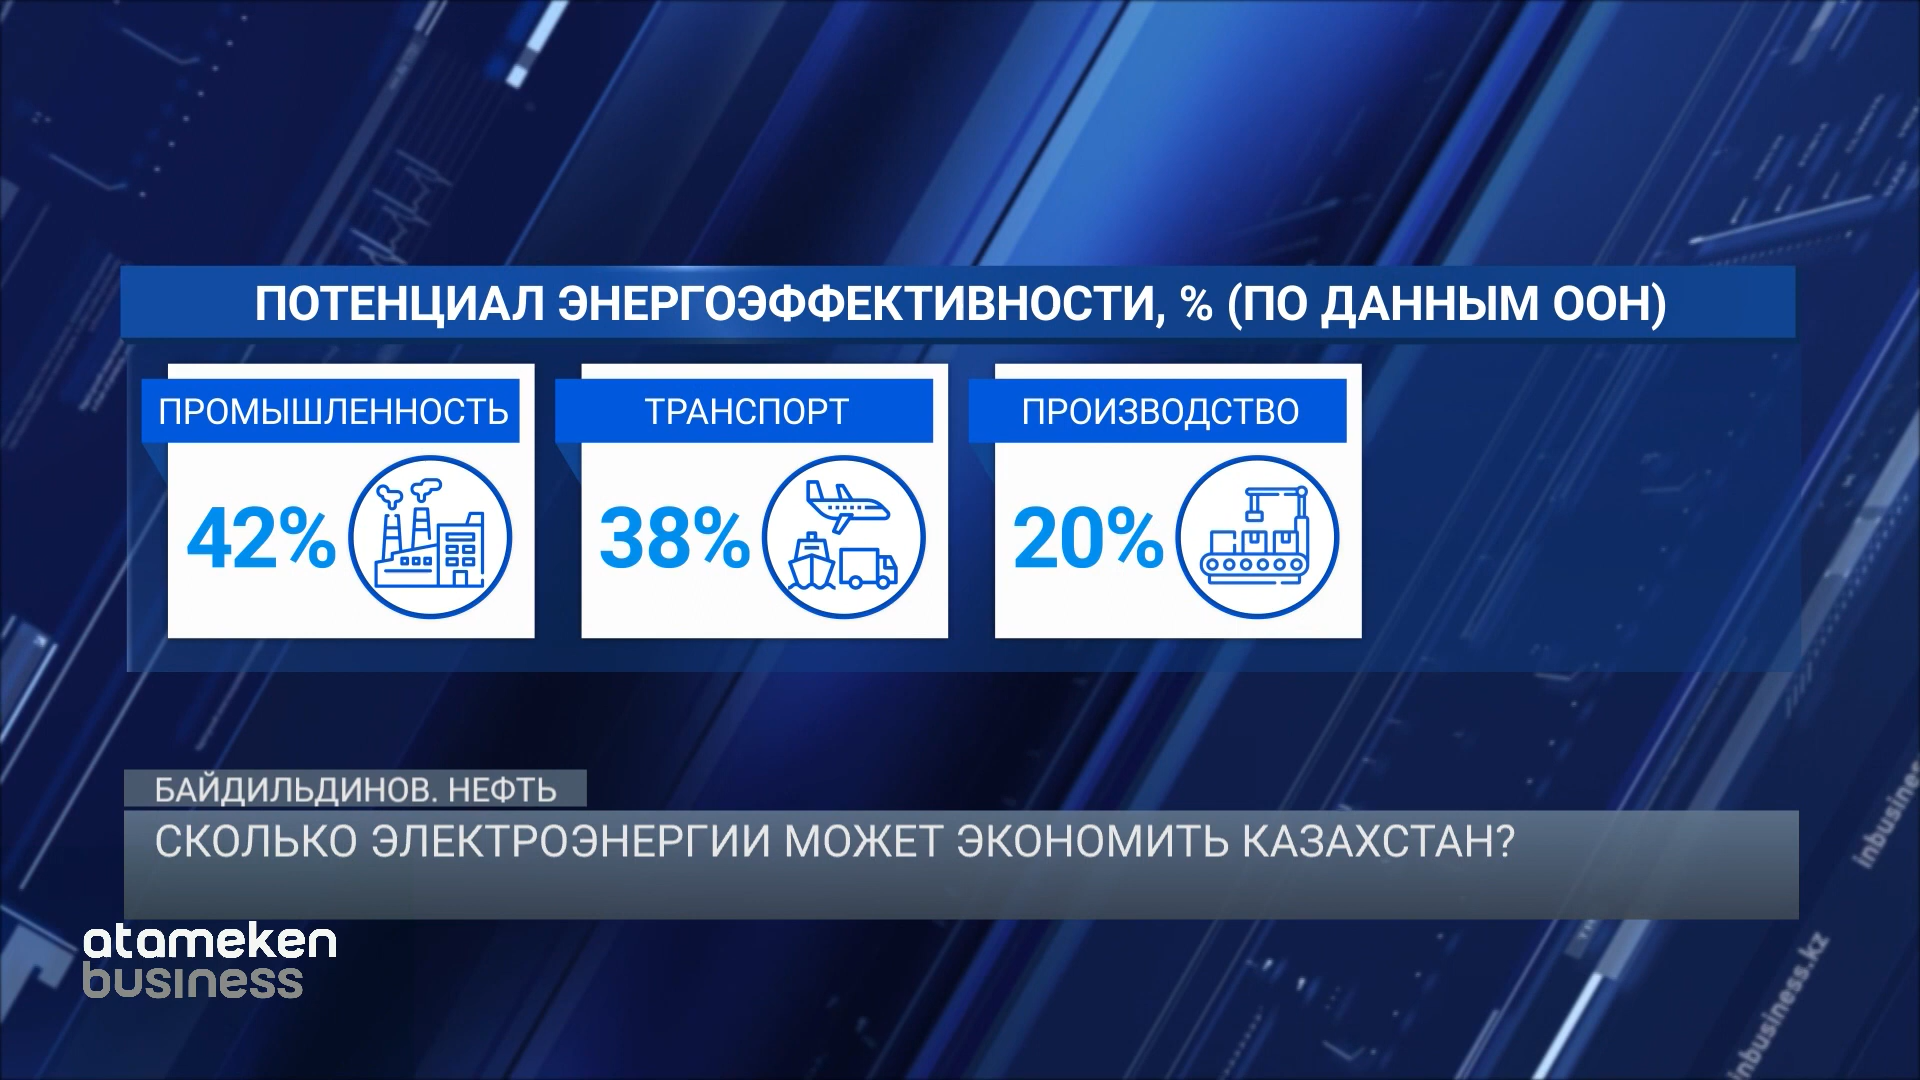 ПОТЕНЦИАЛ ЭНЕРГОЭФФЕКТИВНОСТИ, % (ПО ДАННЫМ ООН)
ПРОМЫШЛЕННОСТЬ
42%
ТРАНСПОРТ
38%
ПРОИЗВОДСТВО
20%
БАЙДИЛЬДИНОВ. НЕФТЬ
СКОЛЬКО ЭЛЕКТРОЭНЕРГИИ МОЖЕТ ЭКОНОМИТЬ КАЗАХСТАН?
atameken
business
inbusiness
inbusiness.kz